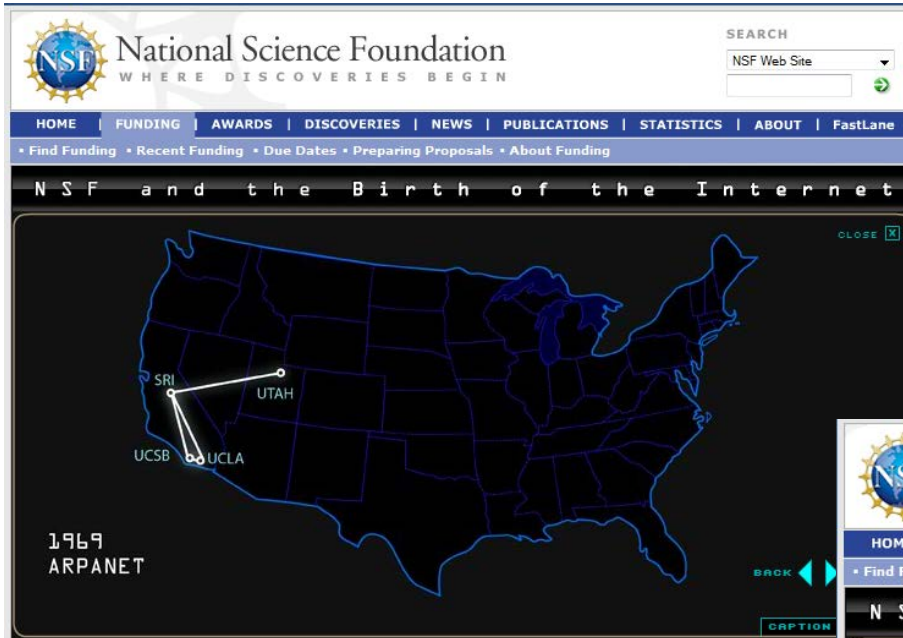 NSF
National Science Foundation
WHERE DISCOVERIES BEGIN
SEARCH
NSF Web Site
HOME | FUNDING | AWARDS | DISCOVERIES | NEWS | PUBLICATIONS | STATISTICS | ABOUT | FastLane
• Find Funding • Recent Funding • Due Dates • Preparing Proposals • About Funding
NSF and the Birth of the Internet
CLOSE X
SRI
UTAH
UCSB
UCLA
1969
ARPANET
BACK
CAPTION
NS
HOM
• Find F
N S